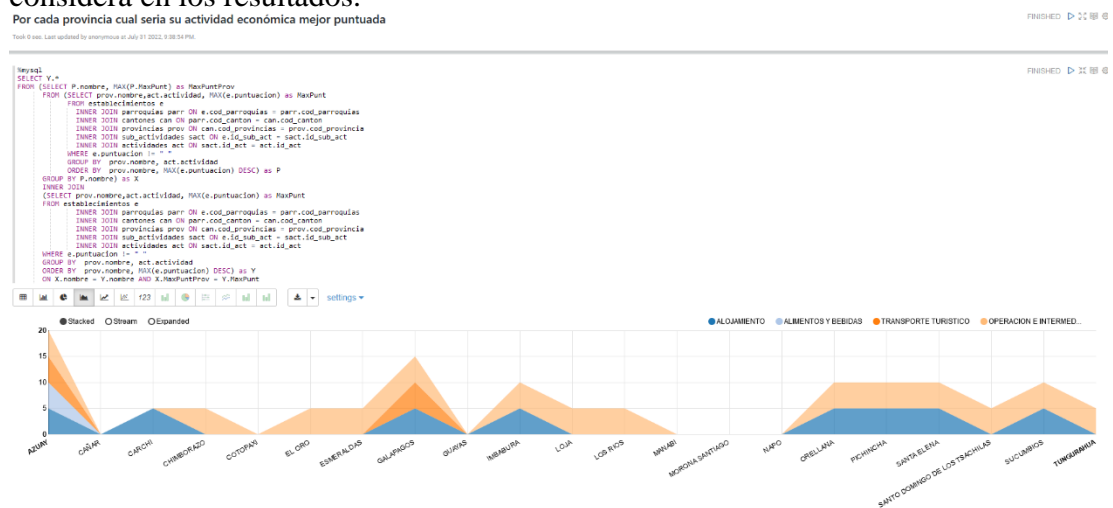 considera en los resultados:
Por cada provincia cual seria su actividad económica mejor puntuada
FINISHED
Took 0 sec. Last updated by anonymous at July 31 2022, 9:08:54 PM.
FINISHED
%mysql
SELECT Y.*
FROM (SELECT P.nombre, MAX(P.MaxPunt) as MaxPuntProv
FROM (SELECT prov.nombre,act.actividad, MAX(e.puntuacion) as MaxPunt
FROM establecimientos e
INNER JOIN parroquias parr ON e.cod_parroquias = parr.cod_parroquias
INNER JOIN cantones can ON parr.cod_canton = can.cod_canton
INNER JOIN provincias prov ON can.cod_provincias = prov.cod_provincia
INNER JOIN sub_actividades sact ON e.id_sub_act = sact.id_sub_act
INNER JOIN actividades act ON sact.id_act = act.id_act
WHERE e.puntuacion != " "
GROUP BY prov.nombre, act.actividad
ORDER BY prov.nombre, MAX(e.puntuacion) DESC) as P
GROUP BY P.nombre) as X
INNER JOIN
(SELECT prov.nombre,act.actividad, MAX(e.puntuacion) as MaxPunt
FROM establecimientos e
INNER JOIN parroquias parr ON e.cod_parroquias = parr.cod_parroquias
INNER JOIN cantones can ON parr.cod_canton = can.cod_canton
INNER JOIN provincias prov ON can.cod_provincias = prov.cod_provincia
INNER JOIN sub_actividades sact ON e.id_sub_act = sact.id_sub_act
INNER JOIN actividades act ON sact.id_act = act.id_act
WHERE e.puntuacion != " "
GROUP BY prov.nombre, act.actividad
ORDER BY prov.nombre, MAX(e.puntuacion) DESC) as Y
ON X.nombre = Y.nombre AND X.MaxPuntProv = Y.MaxPunt
123 settings
Stacked Stream Expanded
ALOJAMIENTO ALIMENTOS Y BEBIDAS TRANSPORTE TURISTICO OPERACION E INTERMED...
20
15
10
5
0
AZUAY CAÑAR CARCHI CHIMBORAZO COTOPAXI EL ORO ESMERALDAS GALAPAGOS GUAYAS IMBABURA LOJA LOS RIOS MANABI MORONA SANTIAGO NAPO ORELLANA PICHINCHA SANTA ELENA SANTO DOMINGO DE LOS TSACHILAS SUCUMBIOS TUNGURAHUA